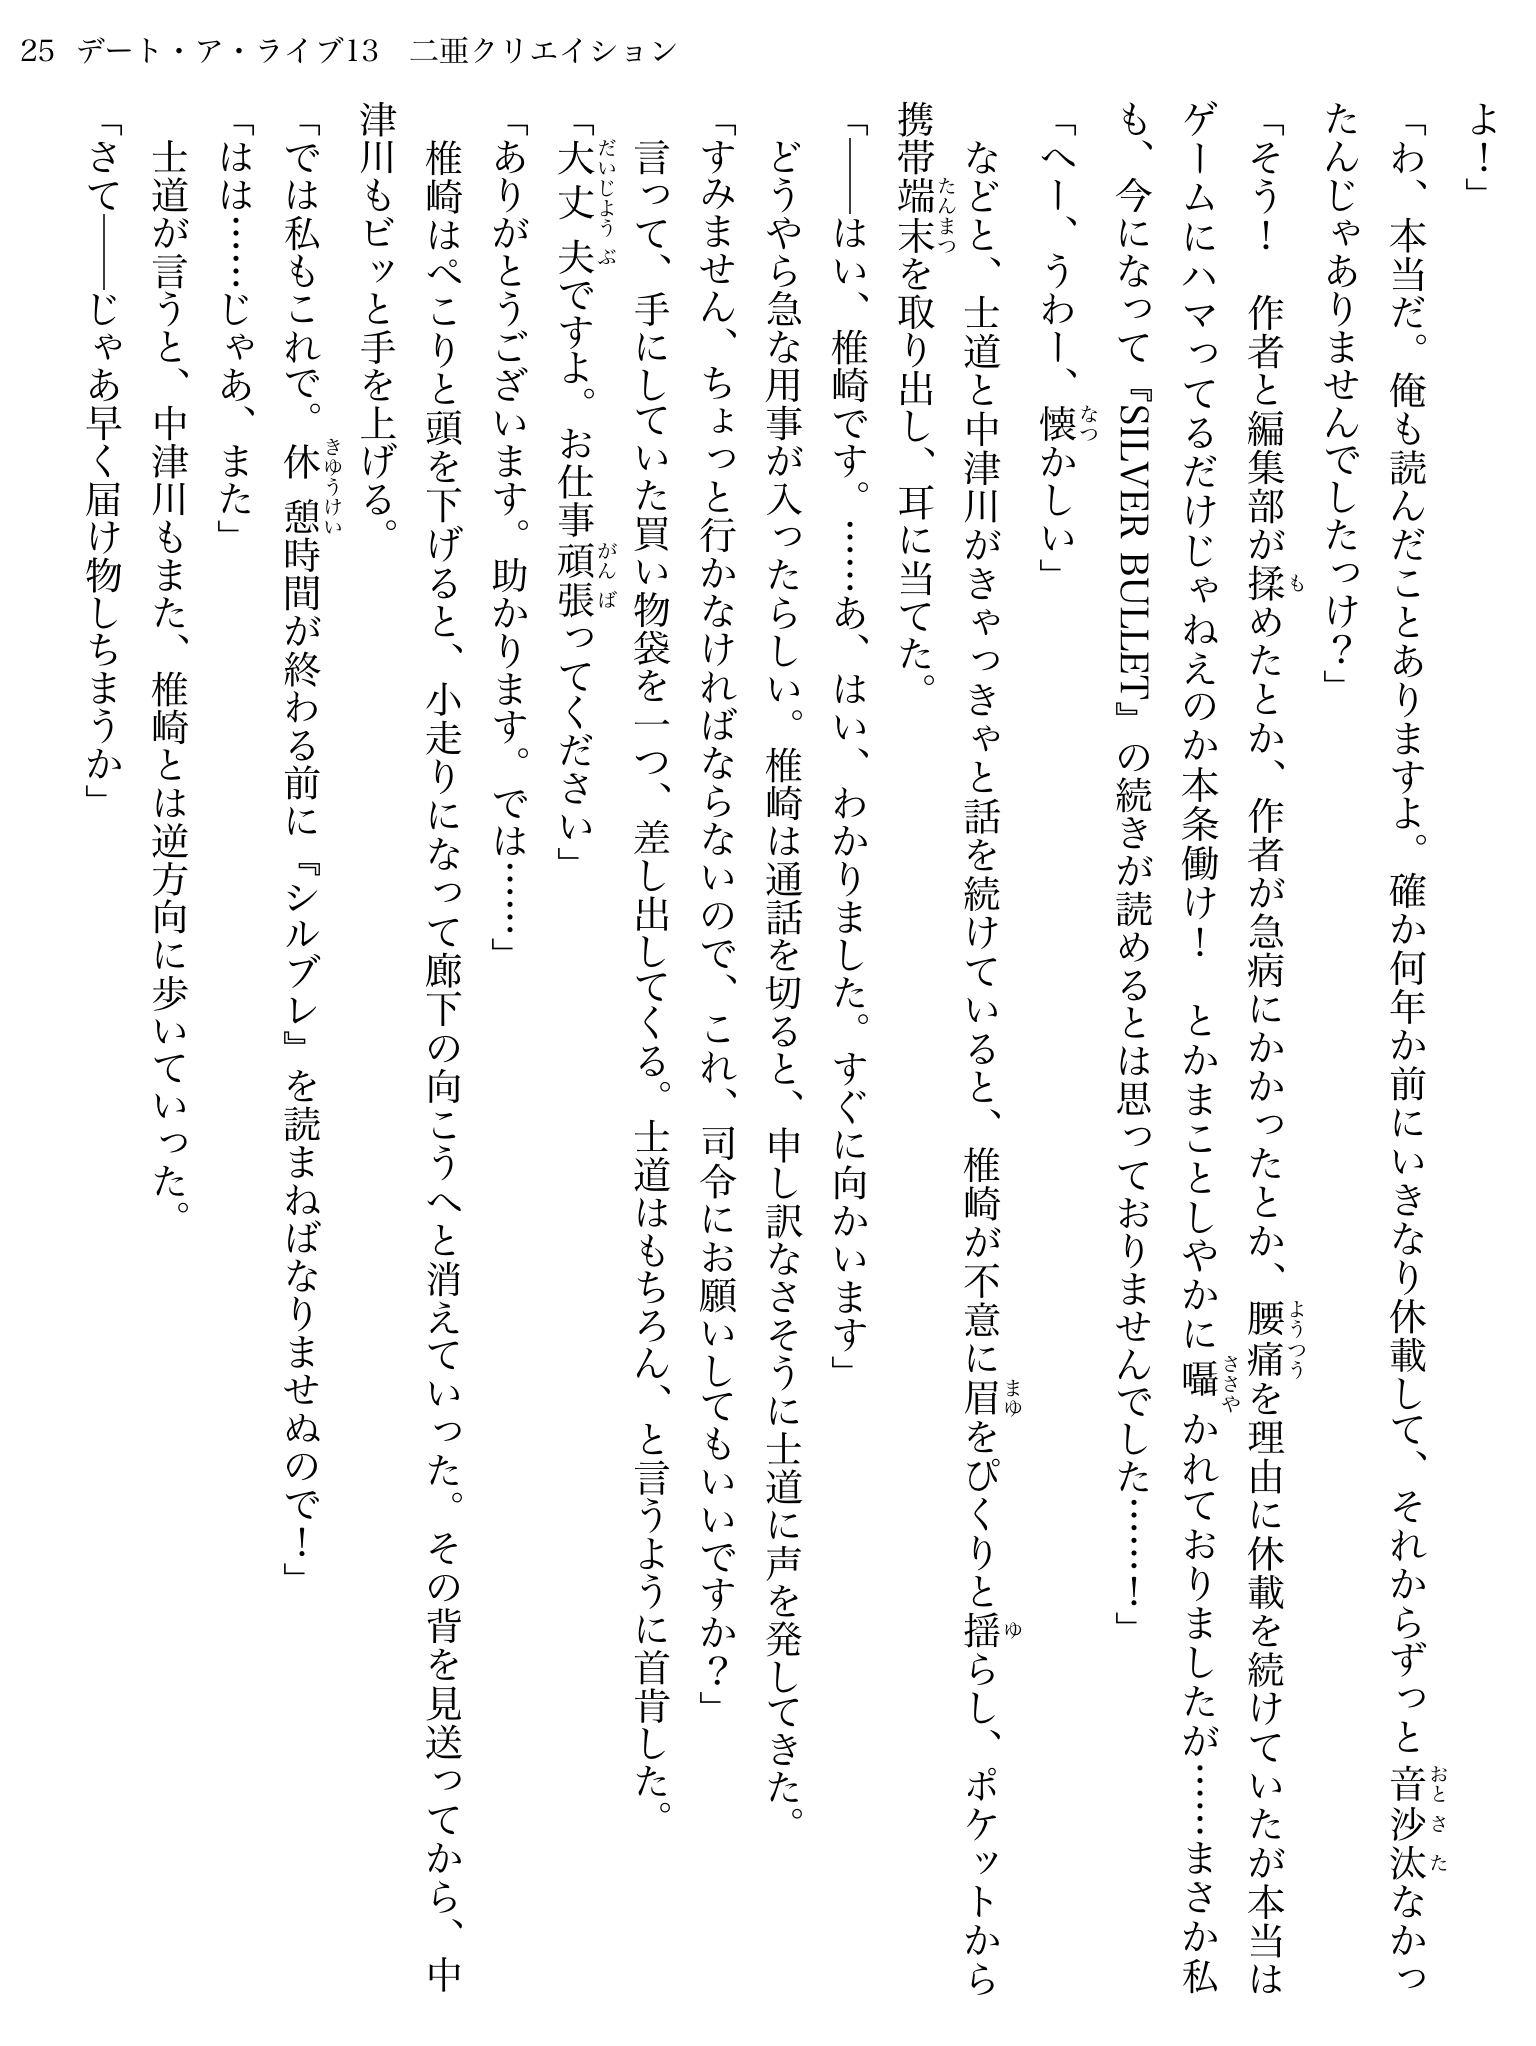 25 デート・ア・ライブ13 二亜クリエイション
よ！」
「わ、本当だ。俺も読んだことありますよ。確か何年か前にいきなり休載して、それからずっと音沙汰なかっ
たんじゃありませんでしたっけ？」
「そう！　作者と編集部が揉めたとか、作者が急病にかかったとか、腰痛を理由に休載を続けていたが本当は
ゲームにハマってるだけじゃねえのか本条働け！　とかまことしやかに囁かれておりましたが……まさか私
も、今になって『SILVER BULLET』の続きが読めるとは思っておりませんでした……！」
「へー、うわー、懐かしい」
　などと、士道と中津川がきゃっきゃと話を続けていると、椎崎が不意に眉をぴくりと揺らし、ポケットから
携帯端末を取り出し、耳に当てた。
「――はい、椎崎です。……あ、はい、わかりました。すぐに向かいます」
　どうやら急な用事が入ったらしい。椎崎は通話を切ると、申し訳なさそうに士道に声を発してきた。
「すみません、ちょっと行かなければならないので、これ、司令にお願いしてもいいですか？」
　言って、手にしていた買い物袋を一つ、差し出してくる。士道はもちろん、と言うように首肯した。
「大丈夫ですよ。お仕事頑張ってください」
「ありがとうございます。助かります。では……」
　椎崎はぺこりと頭を下げると、小走りになって廊下の向こうへと消えていった。その背を見送ってから、中
津川もビッと手を上げる。
「では私もこれで。休憩時間が終わる前に『シルブレ』を読まねばなりませぬので！」
「はは……じゃあ、また」
　士道が言うと、中津川もまた、椎崎とは逆方向に歩いていった。
「さて――じゃあ早く届け物しちまうか」